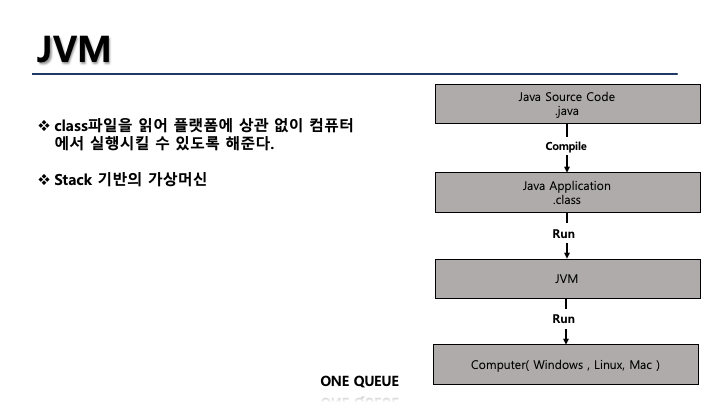 JVM
❖ class파일을 읽어 플랫폼에 상관 없이 컴퓨터
에서 실행시킬 수 있도록 해준다.
❖ Stack 기반의 가상머신
Java Source Code
.java
Compile
Java Application
.class
Run
JVM
Run
Computer( Windows , Linux, Mac )
ONE QUEUE